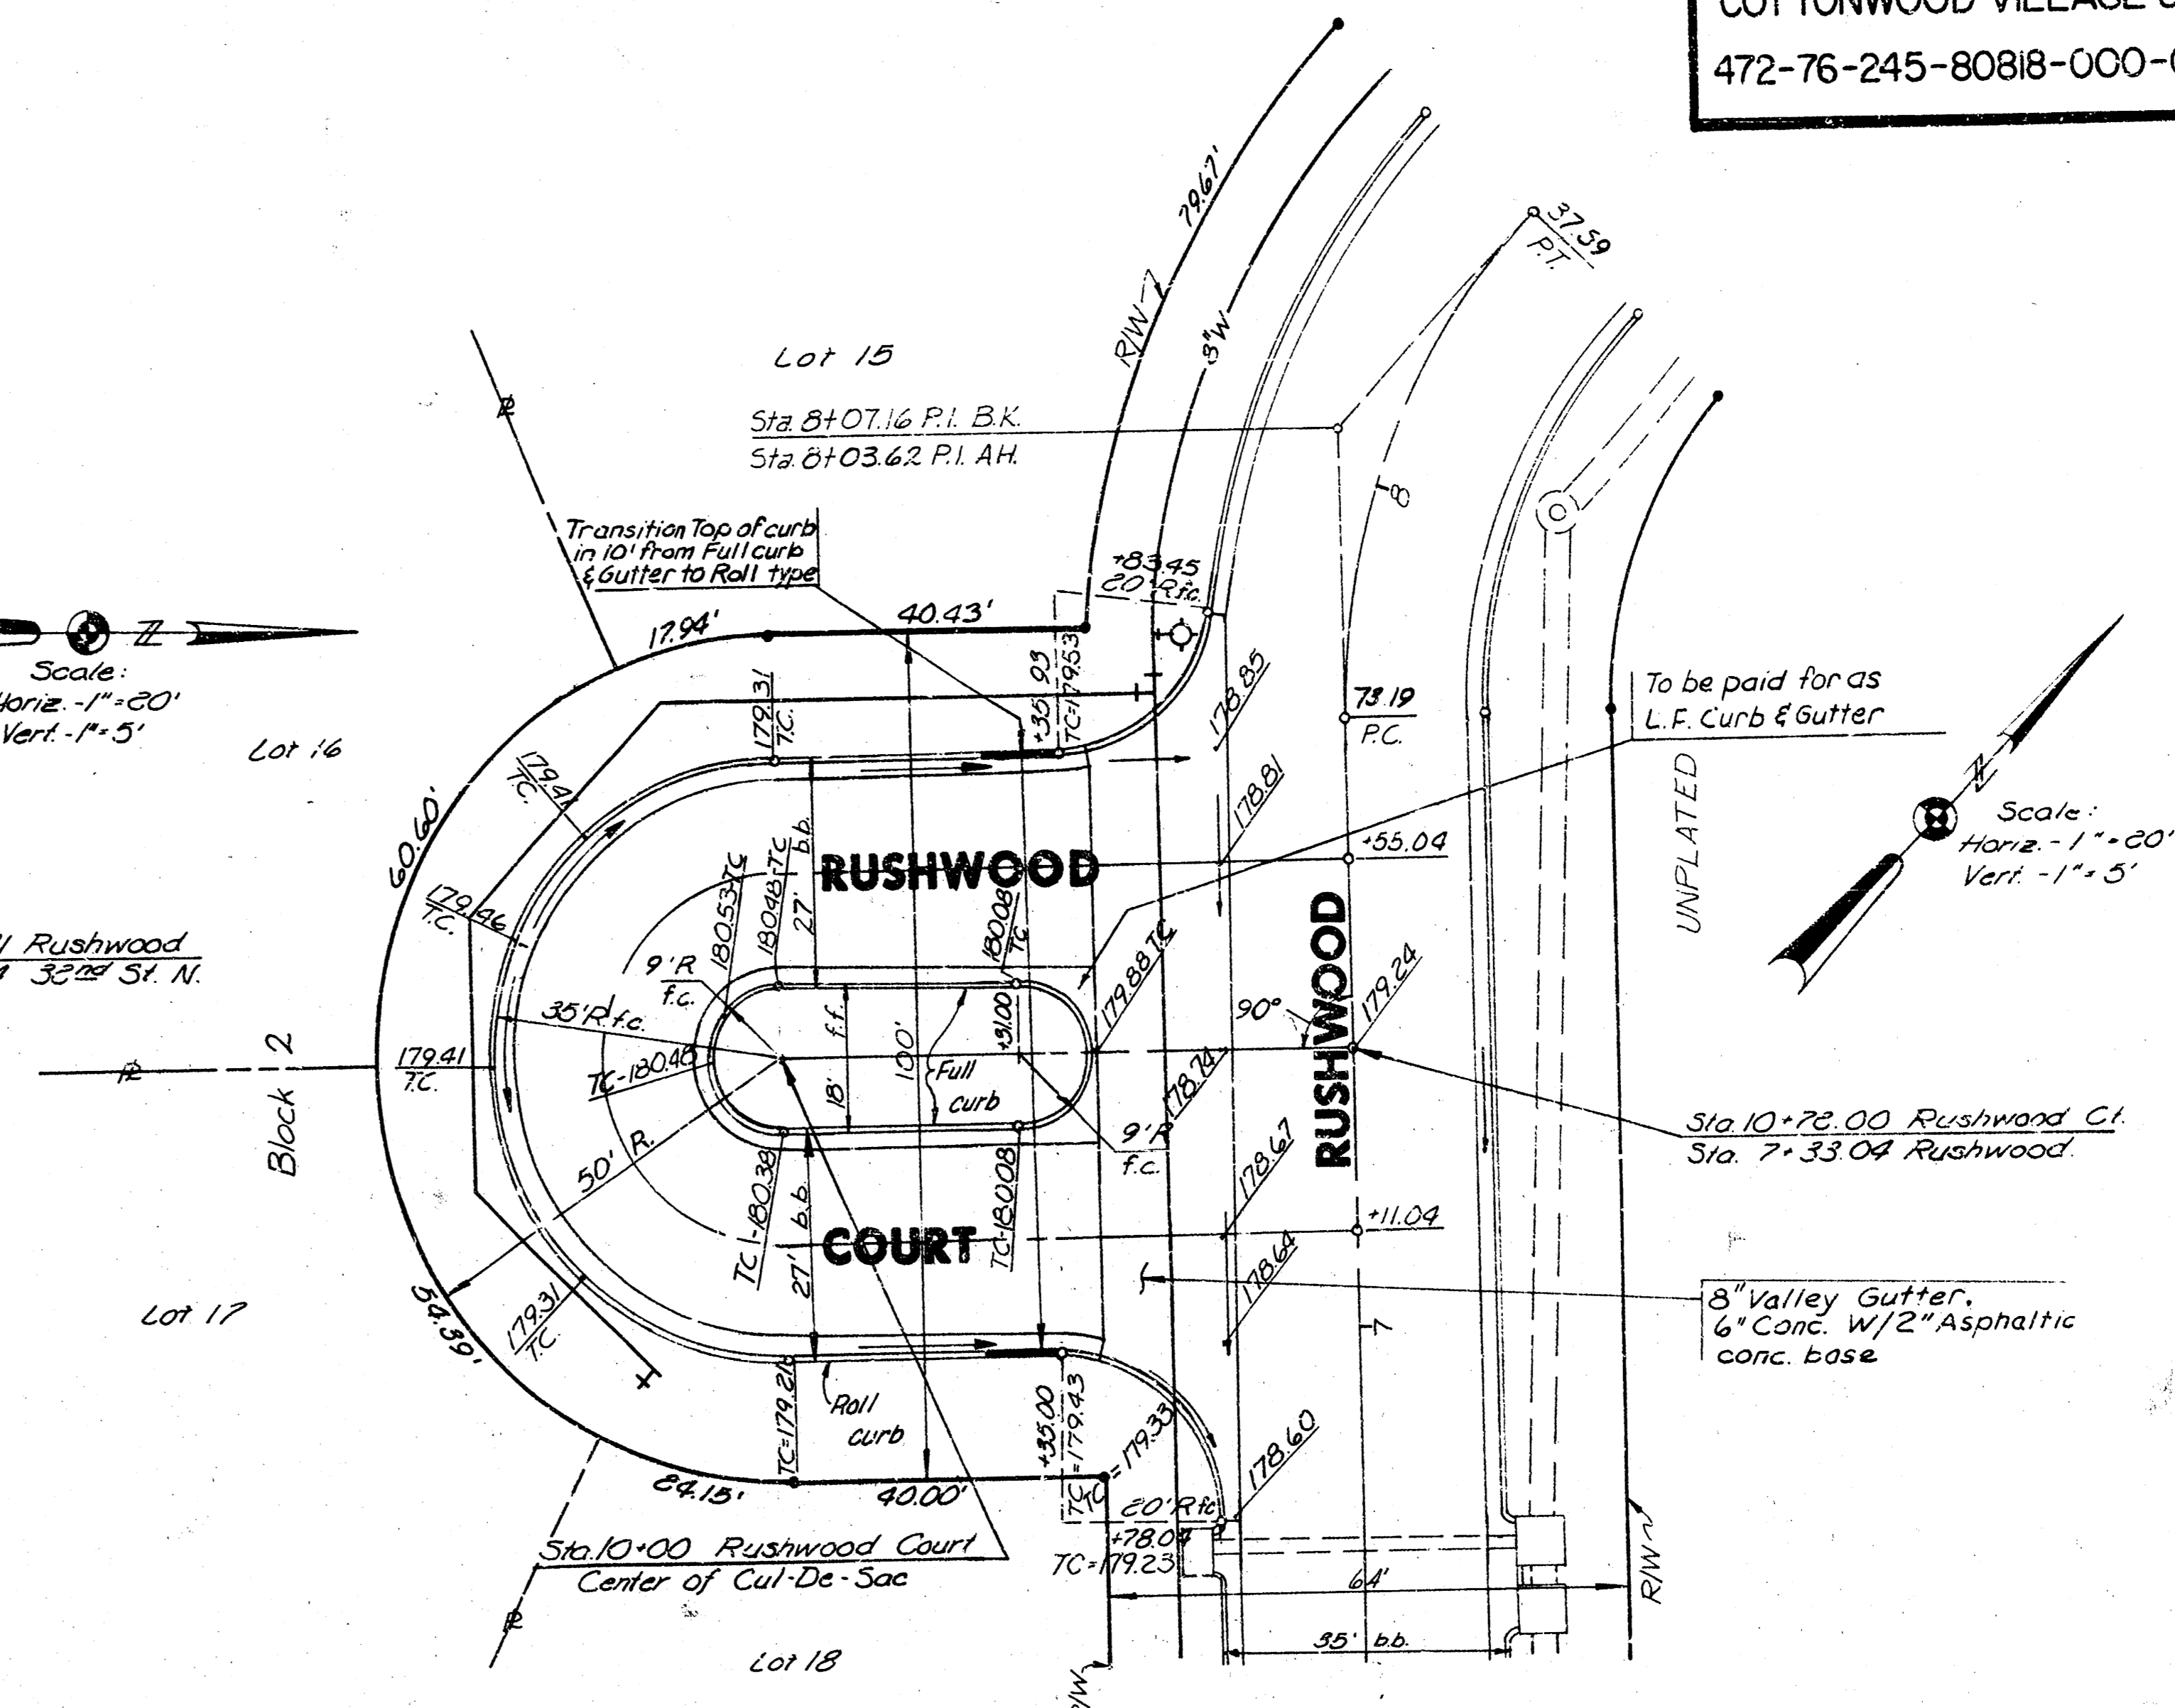 COTTONWOOD VILLAGE
472-76-245-80818-000-
79.67'
37.59
P.T.
R/W
8"W
Lot 15
Sta. 8+07.16 P.I. B.K.
Sta. 8+03.62 P.I. AH.
8
Transition Top of curb
in 10' from Full curb
& Gutter to Roll type
+83.45
20' R fc.
40.43'
17.94'
Scale:
Horiz. - 1" = 20'
Vert. - 1" = 5'
Lot 16
179.31
T.C.
+35.93
TC=179.53
178.85
73.19
P.C.
To be paid for as
L.F. Curb & Gutter
UNPLATED
Scale:
Horiz. - 1" = 20'
Vert. - 1" = 5'
179.41
T.C.
60.60'
178.81
+55.04
27' b.b.
RUSHWOOD
180.53-TC
180.48-TC
180.08
TC
179.46
T.C.
Rushwood
32nd St. N.
9'R
f.c.
179.88 TC
RUSHWOOD
179.24
90°
35' R f.c.
18' f.f.
100'
+31.00
179.41
T.C.
TC-180.48
Full
curb
178.74
Block 2
9'R
f.c.
Sta. 10+72.00 Rushwood Ct.
Sta. 7+33.04 Rushwood.
50' R.
TC-180.38
TC-180.08
178.67
+11.04
COURT
27' b.b.
178.64
Lot 17
54.39'
179.31
T.C.
7
8" Valley Gutter.
6" Conc. W/2" Asphaltic
conc. base
TC=179.21
Roll
curb
+35.00
TC=179.43
TC=179.33
178.60
24.15'
40.00'
20' R fc
+78.04
TC=179.23
Sta. 10+00 Rushwood Court
Center of Cul-De-Sac
64'
R/W
35' b.b.
Lot 18
R/W